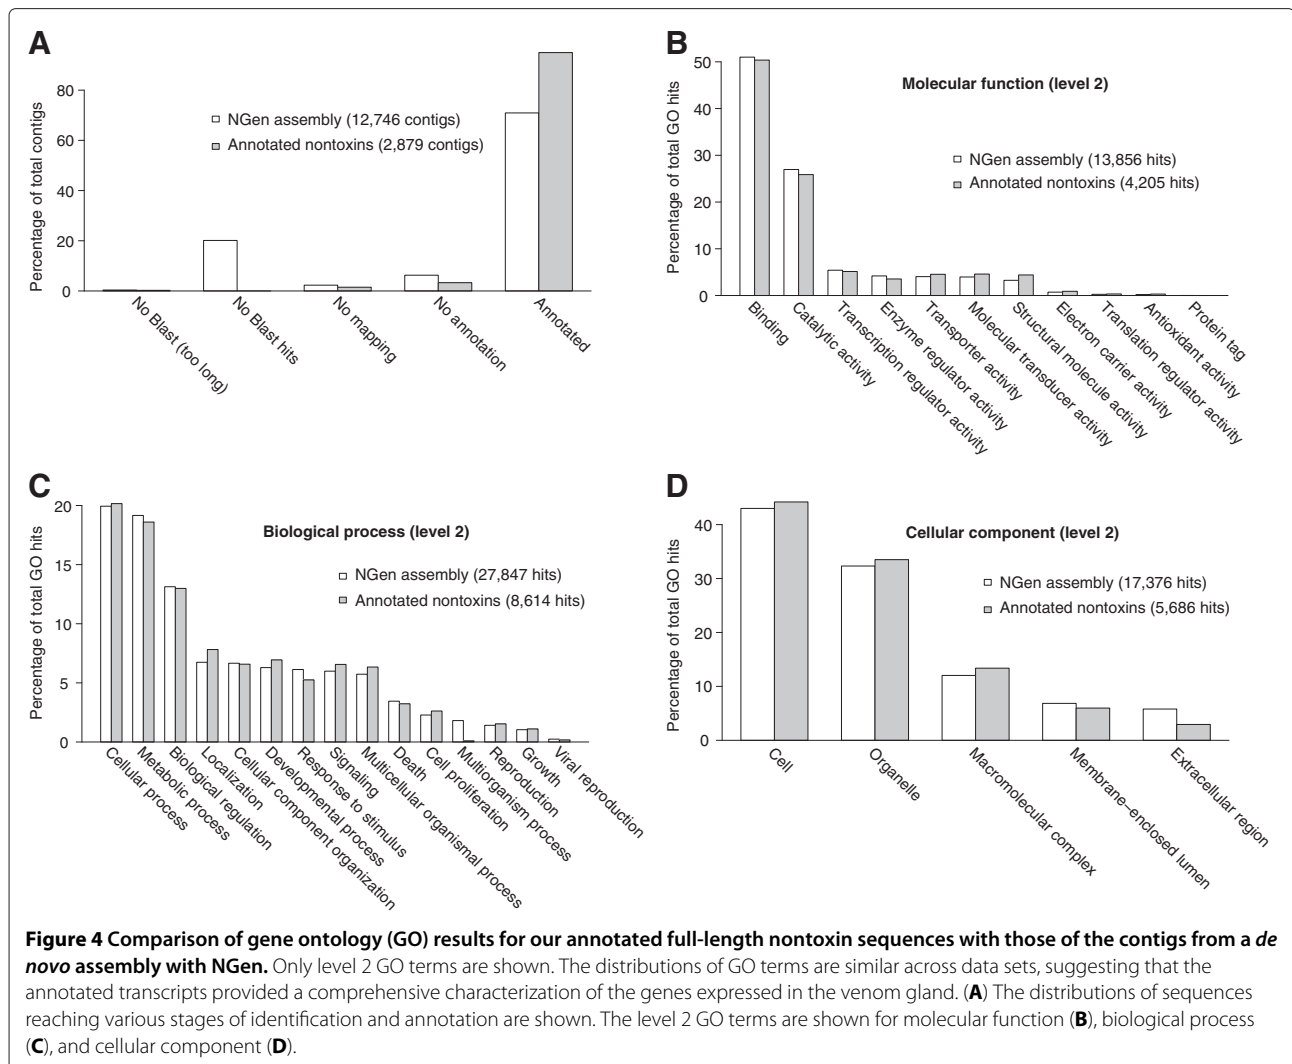 A
Percentage of total contigs
80
60
40
20
0
NGen assembly (12,746 contigs)
Annotated nontoxins (2,879 contigs)
No Blast (too long)
No Blast hits
No mapping
No annotation
Annotated
B
Percentage of total GO hits
50
40
30
20
10
0
Molecular function (level 2)
NGen assembly (13,856 hits)
Annotated nontoxins (4,205 hits)
Binding
Catalytic activity
Transcription regulator activity
Enzyme regulator activity
Transporter activity
Molecular transducer activity
Structural molecule activity
Electron carrier activity
Translation regulator activity
Antioxidant activity
Protein tag
C
Percentage of total GO hits
20
15
10
5
0
Biological process (level 2)
NGen assembly (27,847 hits)
Annotated nontoxins (8,614 hits)
Cellular process
Metabolic process
Biological regulation
Localization
Cellular component organization
Developmental process
Response to stimulus
Signaling
Multicellular organismal process
Death
Cell proliferation
Multiorganism process
Reproduction
Growth
Viral reproduction
D
Percentage of total GO hits
40
30
20
10
0
Cellular component (level 2)
NGen assembly (17,376 hits)
Annotated nontoxins (5,686 hits)
Cell
Organelle
Macromolecular complex
Membrane–enclosed lumen
Extracellular region
Figure 4 Comparison of gene ontology (GO) results for our annotated full-length nontoxin sequences with those of the contigs from a de
novo assembly with NGen. Only level 2 GO terms are shown. The distributions of GO terms are similar across data sets, suggesting that the
annotated transcripts provided a comprehensive characterization of the genes expressed in the venom gland. (A) The distributions of sequences
reaching various stages of identification and annotation are shown. The level 2 GO terms are shown for molecular function (B), biological process
(C), and cellular component (D).